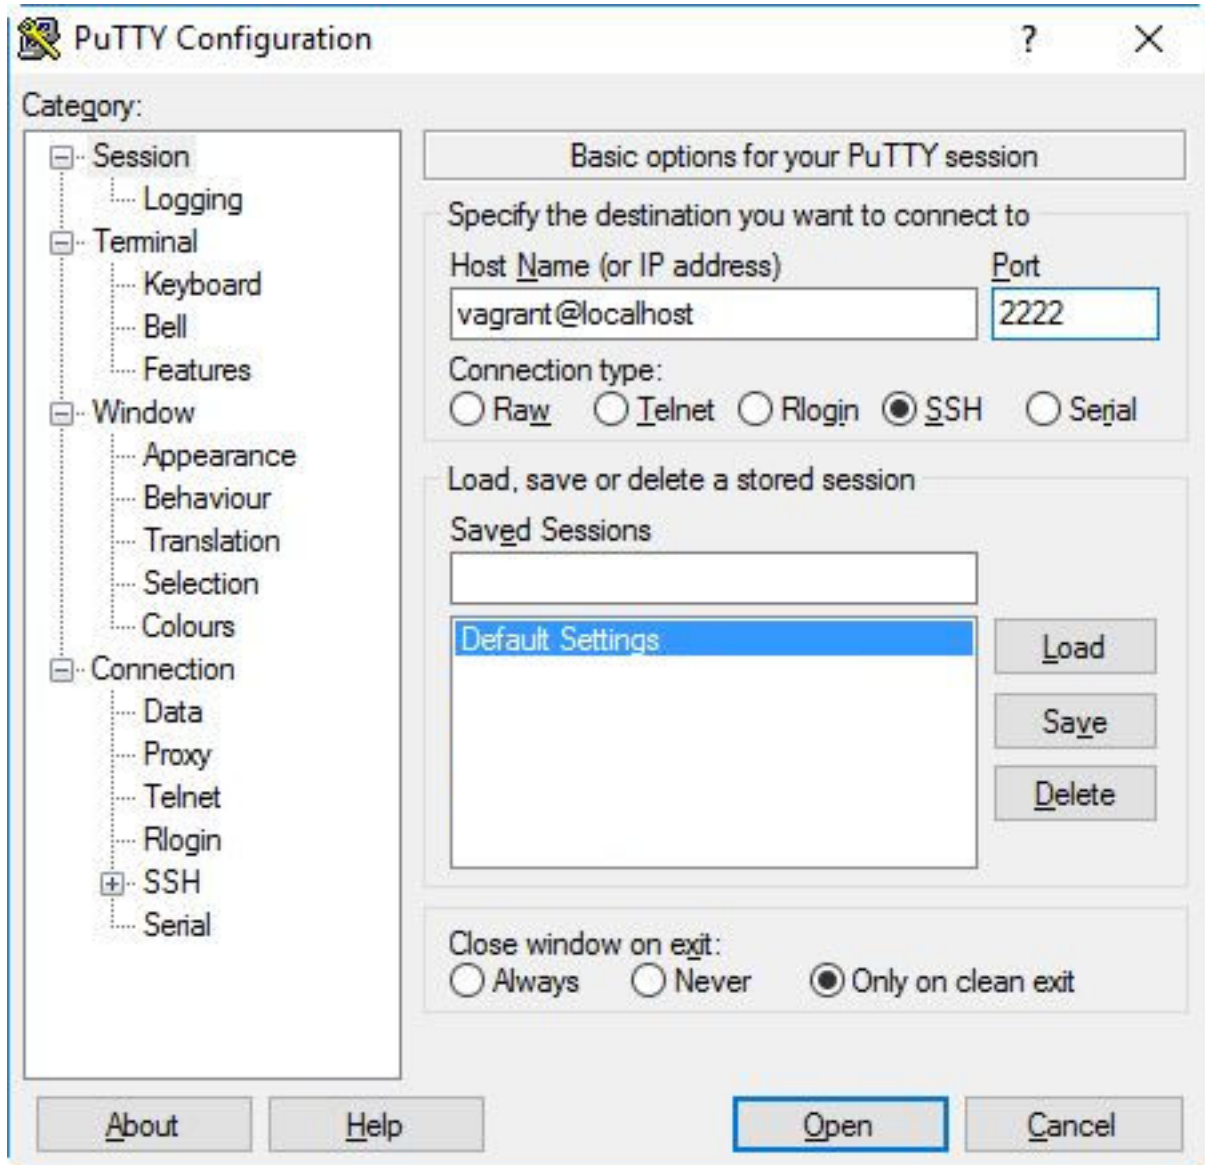 PuTTY Configuration
?
Category:
Session
Logging
Terminal
Keyboard
Bell
Features
Window
Appearance
Behaviour
Translation
Selection
Colours
Connection
Data
Proxy
Telnet
Rlogin
SSH
Serial
Basic options for your PuTTY session
Specify the destination you want to connect to
Host Name (or IP address) Port
vagrant@localhost 2222
Connection type:
Raw Telnet Rlogin SSH Serial
Load, save or delete a stored session
Saved Sessions
Default Settings
Load
Save
Delete
Close window on exit:
Always Never Only on clean exit
About Help Open Cancel